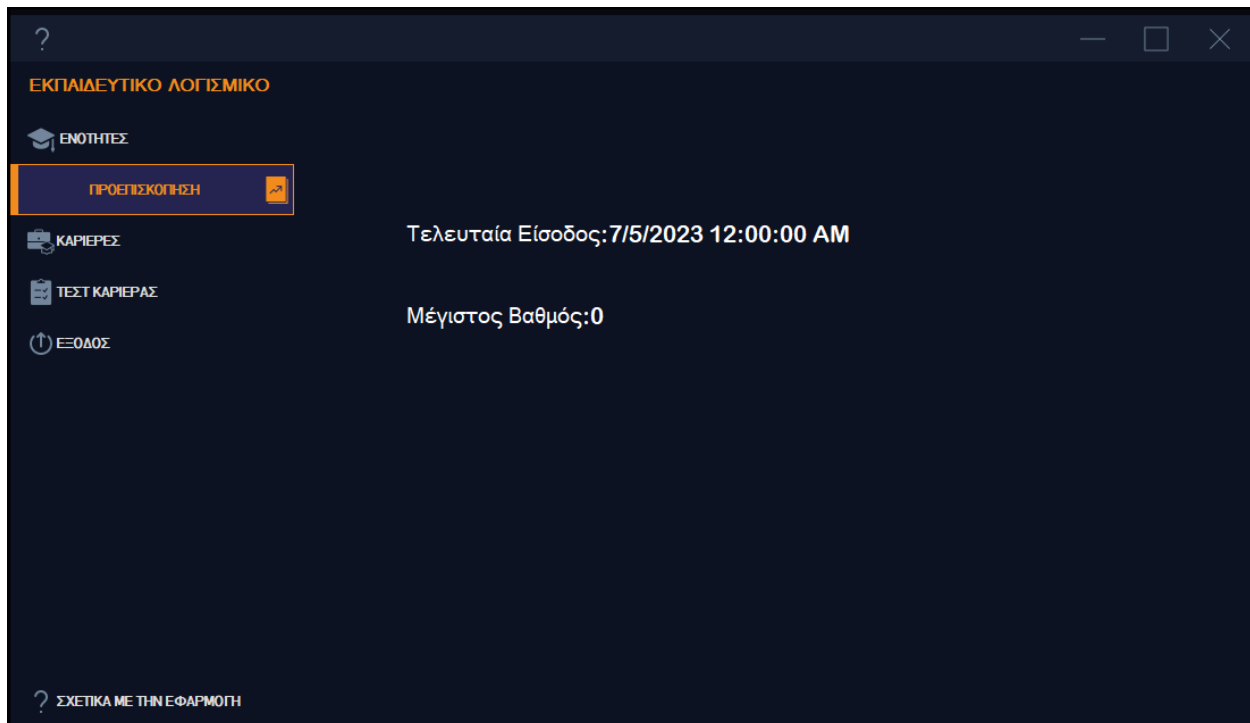 ?
ΕΚΠΑΙΔΕΥΤΙΚΟ ΛΟΓΙΣΜΙΚΟ
ΕΝΟΤΗΤΕΣ
ΠΡΟΕΠΙΣΚΟΠΗΣΗ
ΚΑΡΙΕΡΕΣ
ΤΕΣΤ ΚΑΡΙΕΡΑΣ
ΕΞΟΔΟΣ
Τελευταία Είσοδος:7/5/2023 12:00:00 AM
Μέγιστος Βαθμός:0
? ΣΧΕΤΙΚΑ ΜΕ ΤΗΝ ΕΦΑΡΜΟΓΗ